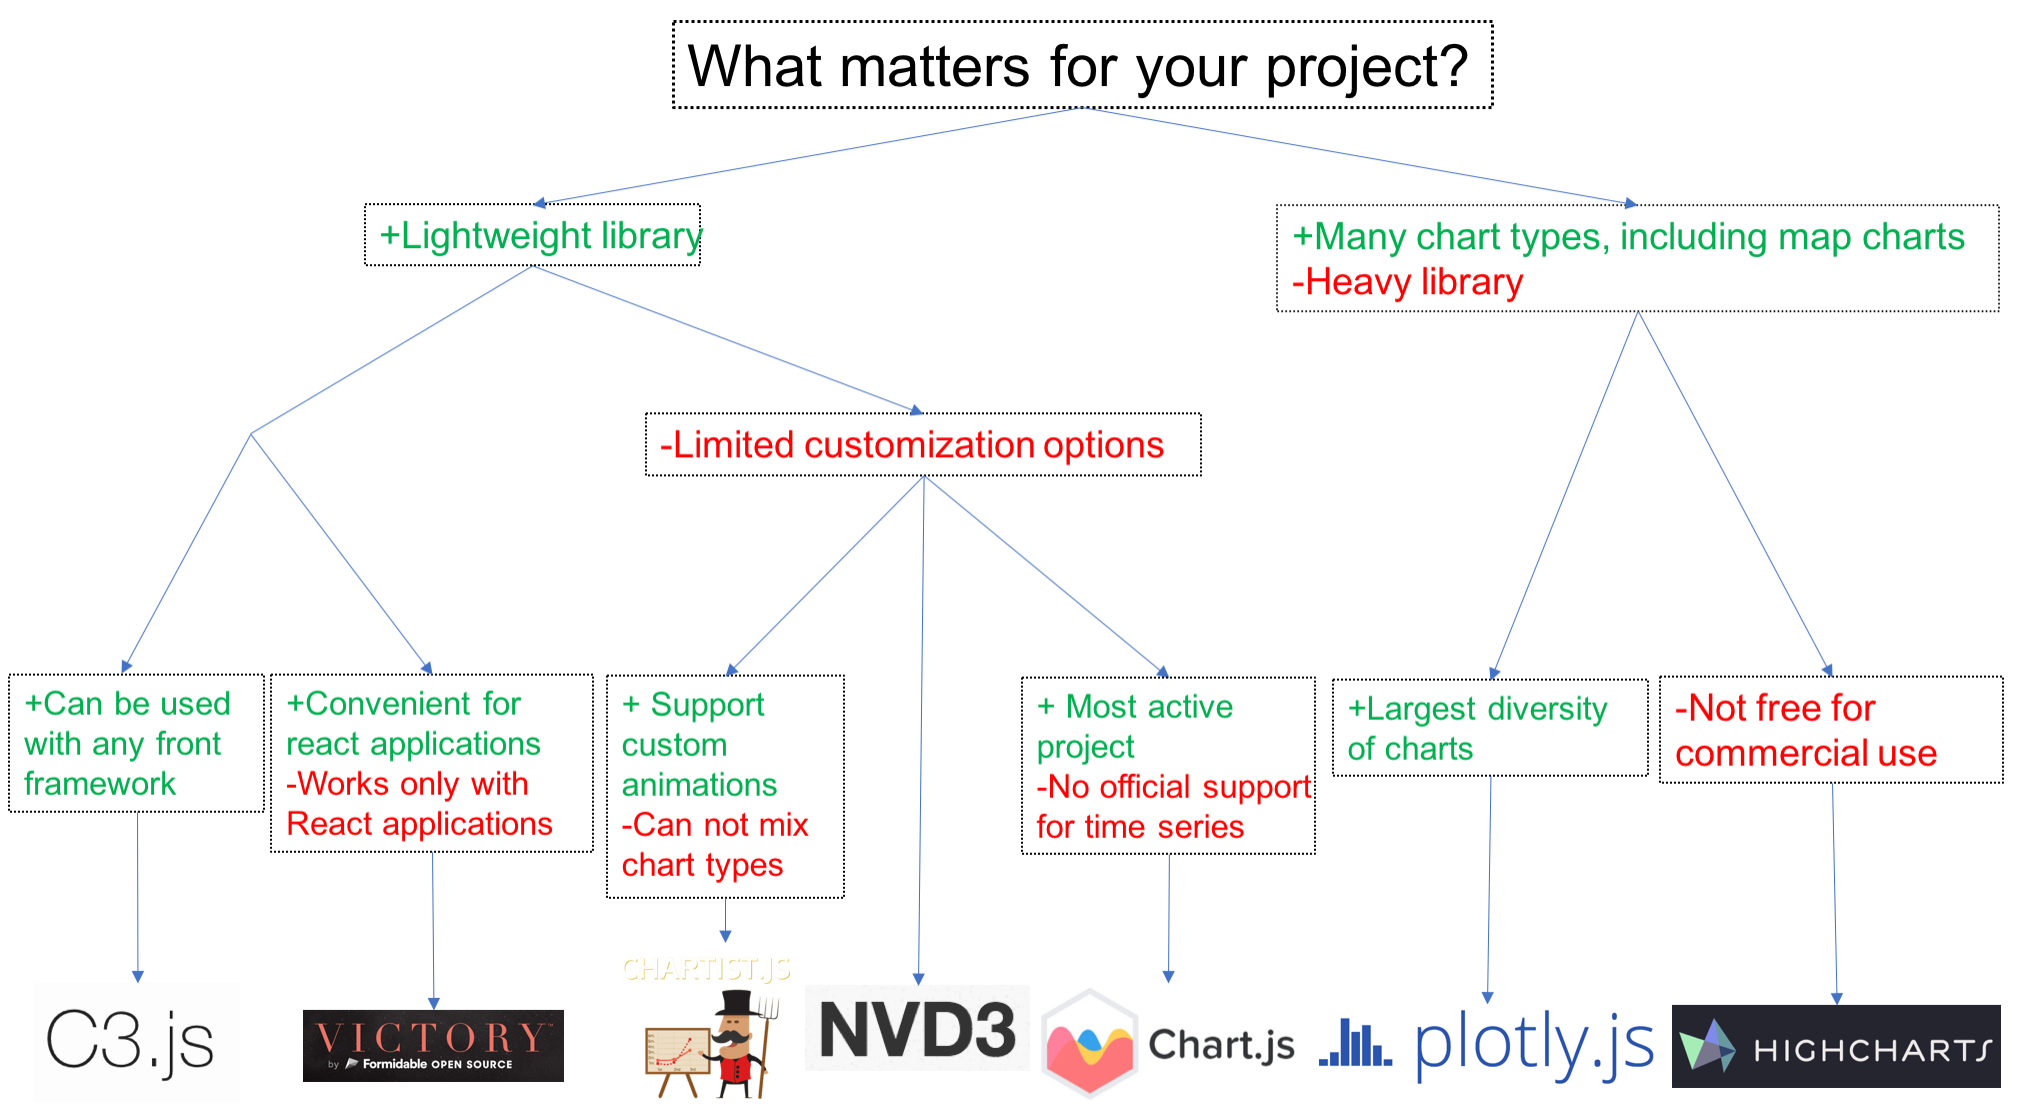 What matters for your project?
+Lightweight library
+Many chart types, including map charts
-Heavy library
-Limited customization options
+Can be used
with any front
framework
+Convenient for
react applications
-Works only with
React applications
+ Support
custom
animations
-Can not mix
chart types
+ Most active
project
-No official support
for time series
+Largest diversity
of charts
-Not free for
commercial use
C3.js
VICTORY™
by Formidable OPEN SOURCE
CHARTIST.JS
NVD3
Chart.js
plotly.js
HIGHCHARTS